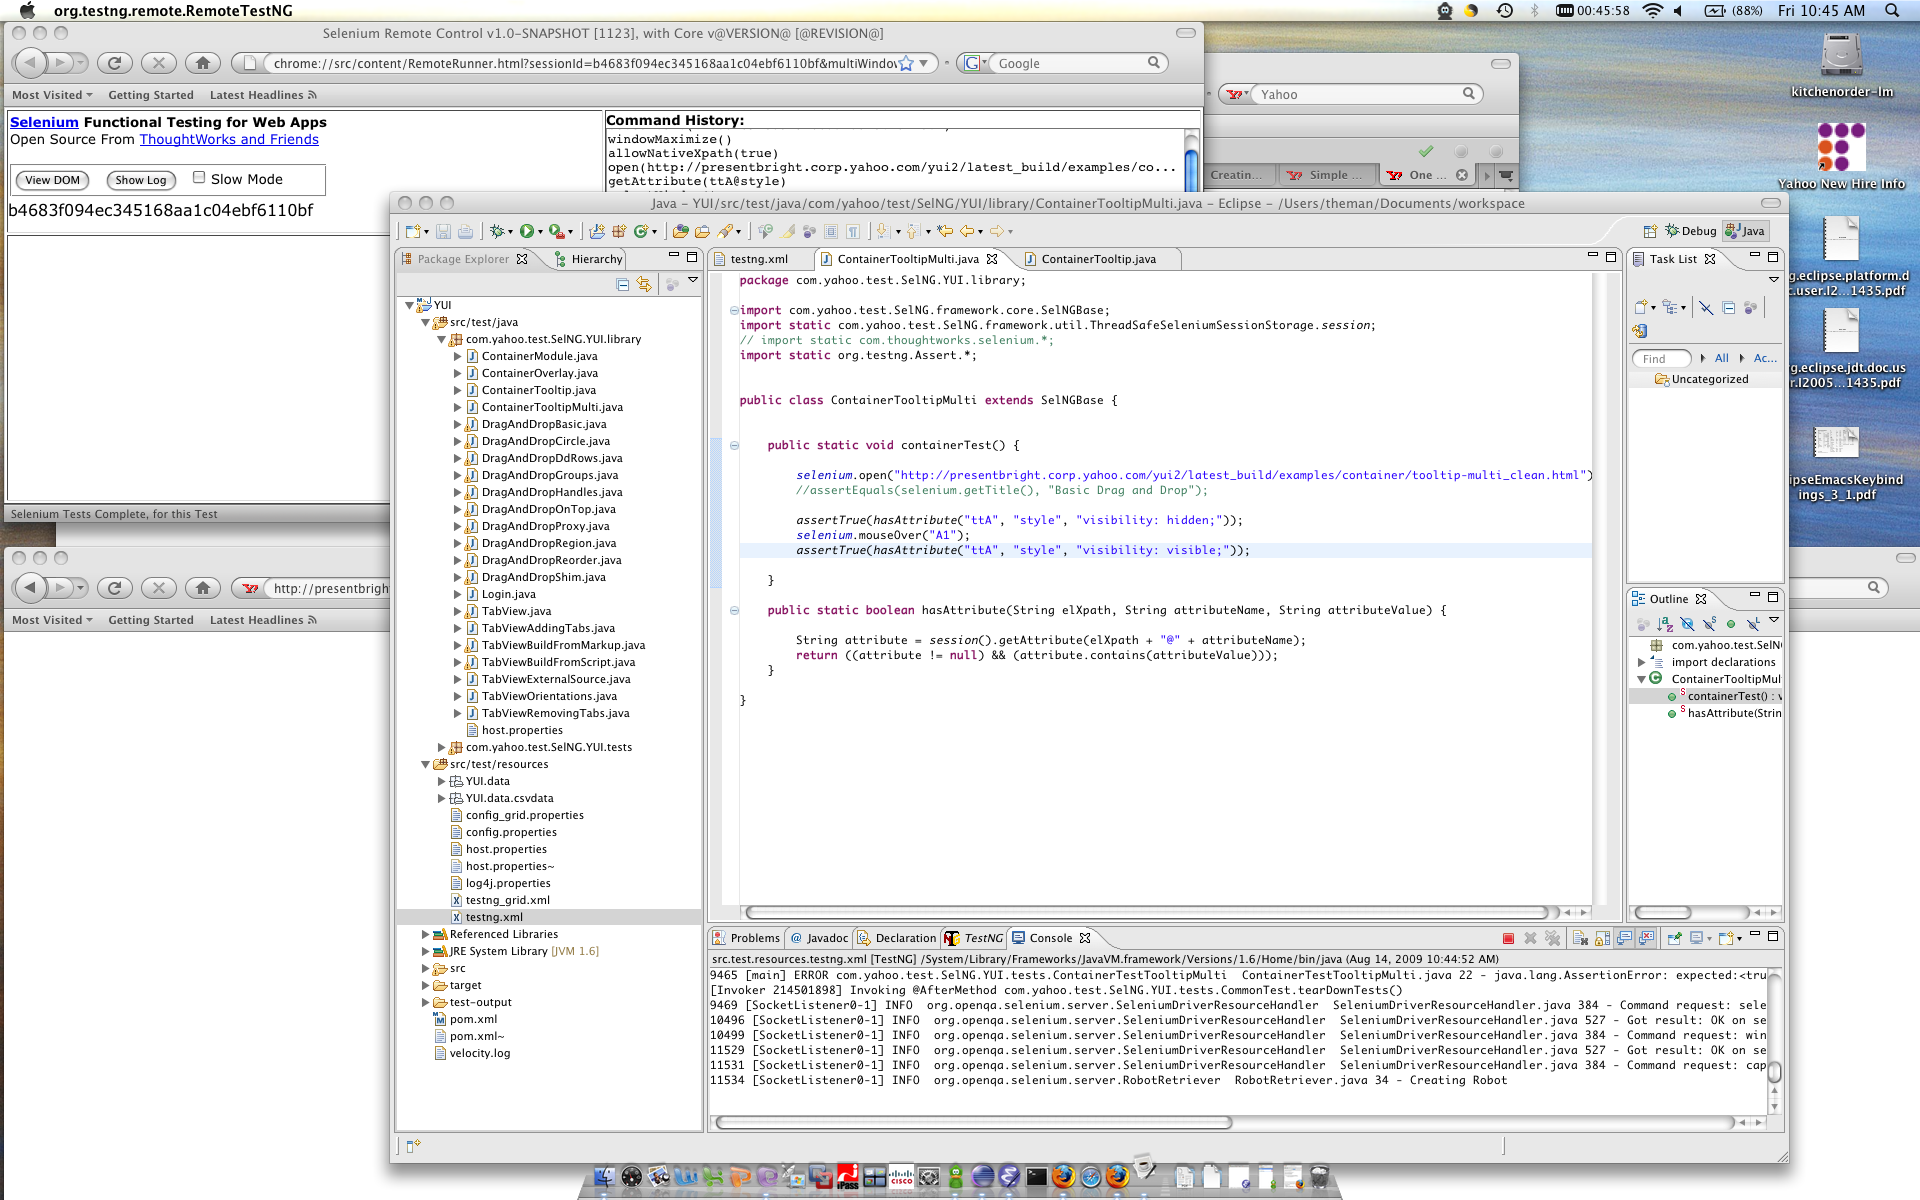 org.testng.remote.RemoteTestNG
00:45:58
(88%)
Fri 10:45 AM
Selenium Remote Control v1.0-SNAPSHOT [1123], with Core v@VERSION@ [@REVISION@]
chrome://src/content/RemoteRunner.html?sessionId=b4683f094ec345168aa1c04ebf6110bf&multiWindow
Google
Most Visited
Getting Started
Latest Headlines
Selenium Functional Testing for Web Apps
Open Source From ThoughtWorks and Friends
View DOM
Show Log
Slow Mode
b4683f094ec345168aa1c04ebf6110bf
Command History:
windowMaximize()
allowNativeXpath(true)
open(http://presentbright.corp.yahoo.com/yui2/latest_build/examples/co...
getAttribute(ttA@style)
Selenium Tests Complete, for this Test
Yahoo
Creatin...
Simple ...
One ...
kitchenorder-lm
Yahoo New Hire Info
g.eclipse.platform.d
c.user.I2...1435.pdf
g.eclipse.jdt.doc.us
r.I2005...1435.pdf
ipseEmacsKeybind
ings_3_1.pdf
http://presentbrigh
Most Visited
Getting Started
Latest Headlines
Java - YUI/src/test/java/com/yahoo/test/SelNG/YUI/library/ContainerTooltipMulti.java - Eclipse - /Users/theman/Documents/workspace
Debug
Java
Package Explorer
Hierarchy
YUI
src/test/java
com.yahoo.test.SelNG.YUI.library
ContainerModule.java
ContainerOverlay.java
ContainerTooltip.java
ContainerTooltipMulti.java
DragAndDropBasic.java
DragAndDropCircle.java
DragAndDropDdRows.java
DragAndDropGroups.java
DragAndDropHandles.java
DragAndDropOnTop.java
DragAndDropProxy.java
DragAndDropRegion.java
DragAndDropReorder.java
DragAndDropShim.java
Login.java
TabView.java
TabViewAddingTabs.java
TabViewBuildFromMarkup.java
TabViewBuildFromScript.java
TabViewExternalSource.java
TabViewOrientations.java
TabViewRemovingTabs.java
host.properties
com.yahoo.test.SelNG.YUI.tests
src/test/resources
YUI.data
YUI.data.csvdata
config_grid.properties
config.properties
host.properties
host.properties~
log4j.properties
testng_grid.xml
testng.xml
Referenced Libraries
JRE System Library [JVM 1.6]
src
target
test-output
pom.xml
pom.xml~
velocity.log
testng.xml
ContainerTooltipMulti.java
ContainerTooltip.java
package com.yahoo.test.SelNG.YUI.library;
import com.yahoo.test.SelNG.framework.core.SelNGBase;
import static com.yahoo.test.SelNG.framework.util.ThreadSafeSeleniumSessionStorage.session;
// import static com.thoughtworks.selenium.*;
import static org.testng.Assert.*;
public class ContainerTooltipMulti extends SelNGBase {
public static void containerTest() {
selenium.open("http://presentbright.corp.yahoo.com/yui2/latest_build/examples/container/tooltip-multi_clean.html")
//assertEquals(selenium.getTitle(), "Basic Drag and Drop");
assertTrue(hasAttribute("ttA", "style", "visibility: hidden;"));
selenium.mouseOver("A1");
assertTrue(hasAttribute("ttA", "style", "visibility: visible;"));
}
public static boolean hasAttribute(String elXpath, String attributeName, String attributeValue) {
String attribute = session().getAttribute(elXpath + "@" + attributeName);
return ((attribute != null) && (attribute.contains(attributeValue)));
}
}
Task List
Find
All
Ac...
Uncategorized
Outline
com.yahoo.test.SelN
import declarations
ContainerTooltipMul
containerTest() : v
hasAttribute(Strin
Problems
Javadoc
Declaration
TestNG
Console
src.test.resources.testng.xml [TestNG] /System/Library/Frameworks/JavaVM.framework/Versions/1.6/Home/bin/java (Aug 14, 2009 10:44:52 AM)
9465 [main] ERROR com.yahoo.test.SelNG.YUI.tests.ContainerTestTooltipMulti ContainerTestTooltipMulti.java 22 - java.lang.AssertionError: expected:<tru
[Invoker 214501898] Invoking @AfterMethod com.yahoo.test.SelNG.YUI.tests.CommonTest.tearDownTests()
9469 [SocketListener0-1] INFO org.openqa.selenium.server.SeleniumDriverResourceHandler SeleniumDriverResourceHandler.java 384 - Command request: sele
10496 [SocketListener0-1] INFO org.openqa.selenium.server.SeleniumDriverResourceHandler SeleniumDriverResourceHandler.java 527 - Got result: OK on se
10499 [SocketListener0-1] INFO org.openqa.selenium.server.SeleniumDriverResourceHandler SeleniumDriverResourceHandler.java 384 - Command request: win
11529 [SocketListener0-1] INFO org.openqa.selenium.server.SeleniumDriverResourceHandler SeleniumDriverResourceHandler.java 527 - Got result: OK on se
11531 [SocketListener0-1] INFO org.openqa.selenium.server.SeleniumDriverResourceHandler SeleniumDriverResourceHandler.java 384 - Command request: cap
11534 [SocketListener0-1] INFO org.openqa.selenium.server.RobotRetriever RobotRetriever.java 34 - Creating Robot
iPass
CISCO